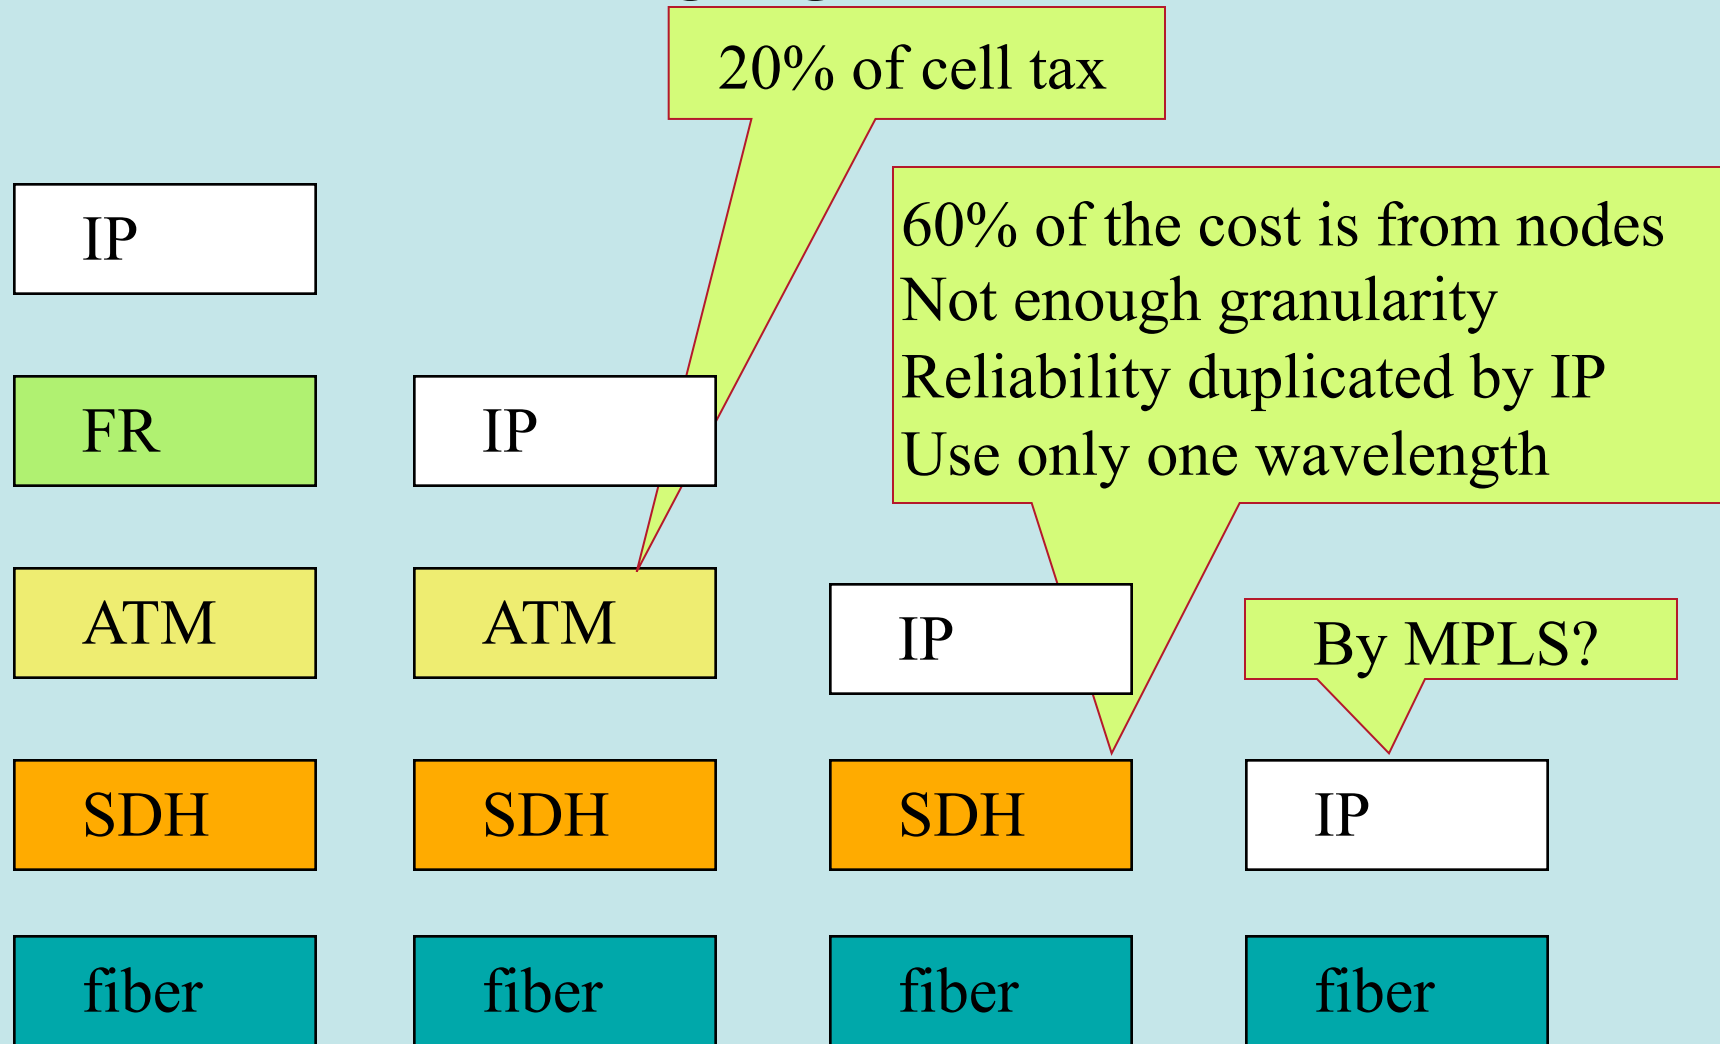 20% of cell tax
60% of the cost is from nodes
Not enough granularity
Reliability duplicated by IP
Use only one wavelength
IP
FR
IP
ATM
ATM
IP
By MPLS?
SDH
SDH
SDH
IP
fiber
fiber
fiber
fiber